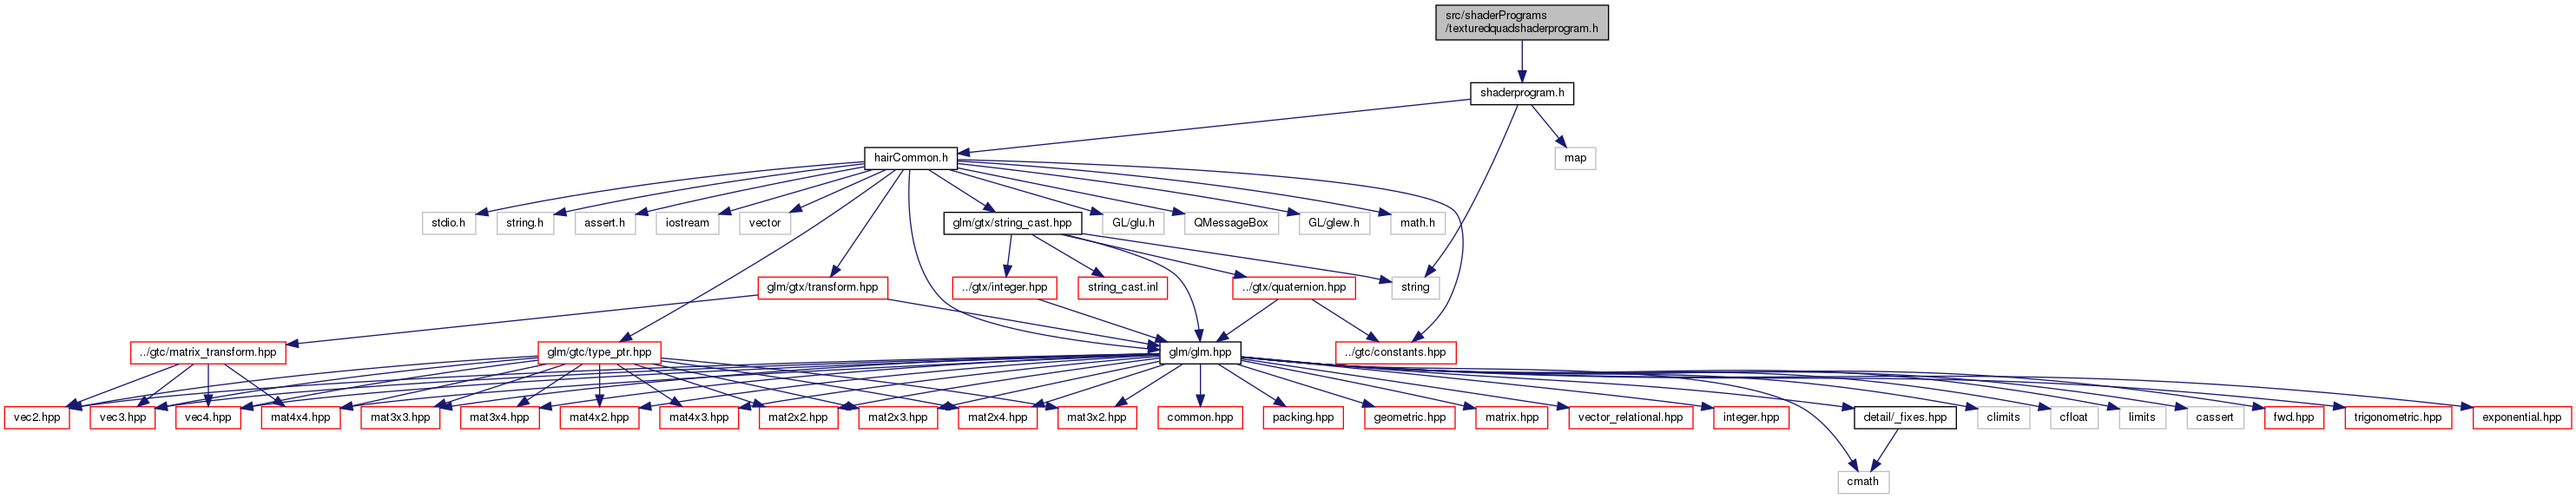 src/shaderPrograms
/texturedquadshaderprogram.h
shaderprogram.h
hairCommon.h
map
stdio.h
string.h
assert.h
iostream
vector
glm/gtx/string_cast.hpp
GL/glu.h
QMessageBox
GL/glew.h
math.h
glm/gtx/transform.hpp
../gtx/integer.hpp
string_cast.inl
../gtx/quaternion.hpp
string
../gtc/matrix_transform.hpp
glm/gtc/type_ptr.hpp
glm/glm.hpp
../gtc/constants.hpp
vec2.hpp
vec3.hpp
vec4.hpp
mat4x4.hpp
mat3x3.hpp
mat3x4.hpp
mat4x2.hpp
mat4x3.hpp
mat2x2.hpp
mat2x3.hpp
mat2x4.hpp
mat3x2.hpp
common.hpp
packing.hpp
geometric.hpp
matrix.hpp
vector_relational.hpp
integer.hpp
detail/_fixes.hpp
climits
cfloat
limits
cassert
fwd.hpp
trigonometric.hpp
exponential.hpp
cmath